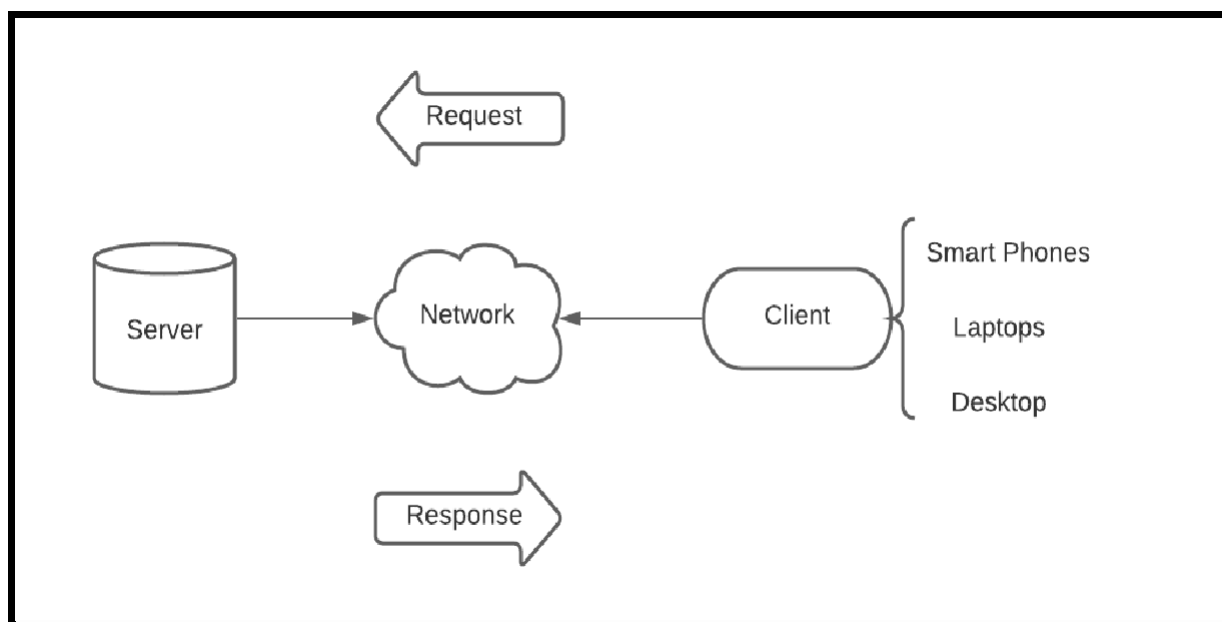 Request
Server
Network
Client
Smart Phones
Laptops
Desktop
Response